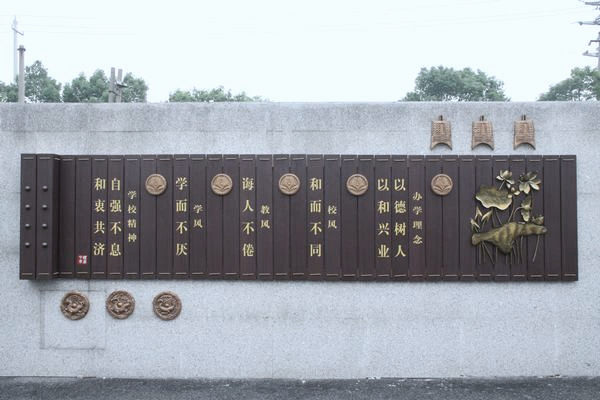 办学理念
以德树人
以和兴业
校风
和而不同
教风
诲人不倦
学风
学而不厌
学校精神
自强不息
和衷共济